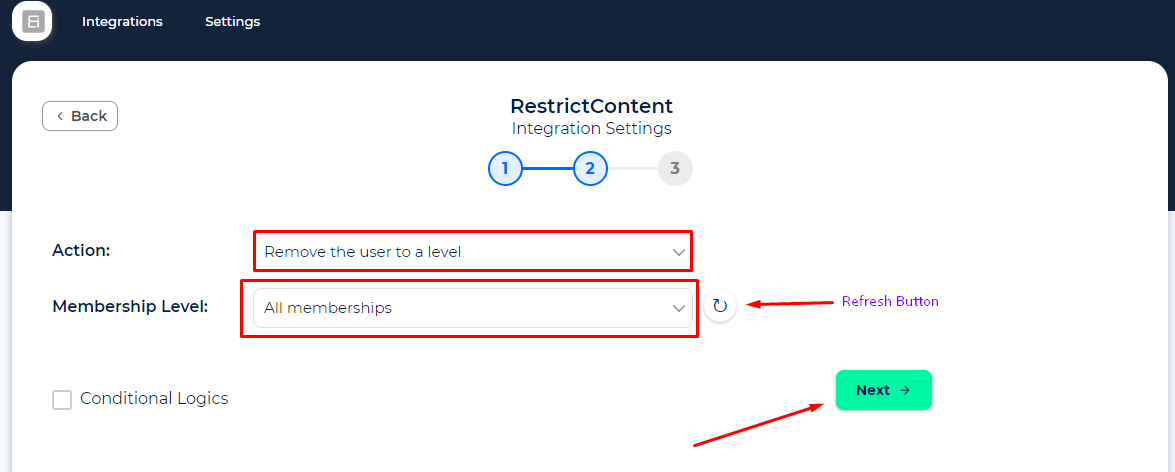 Integrations Settings
Back
RestrictContent
Integration Settings
1 2 3
Action: Remove the user to a level
Membership Level: All memberships
Refresh Button
Conditional Logics
Next →